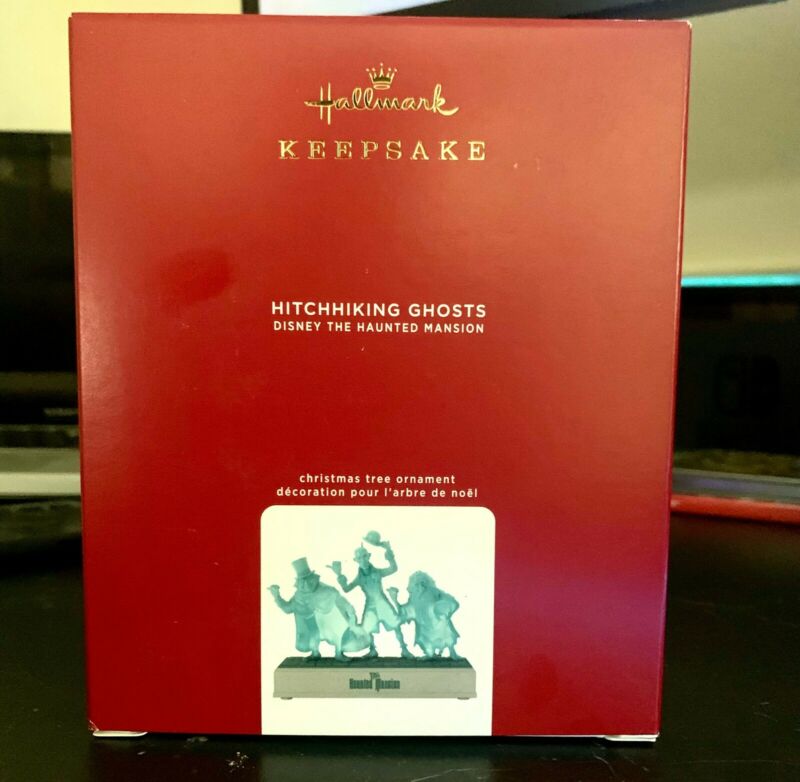 Hallmark
KEEPSAKE
HITCHHIKING GHOSTS
DISNEY THE HAUNTED MANSION
christmas tree ornament
décoration pour l'arbre de noël
The
Haunted Mansion